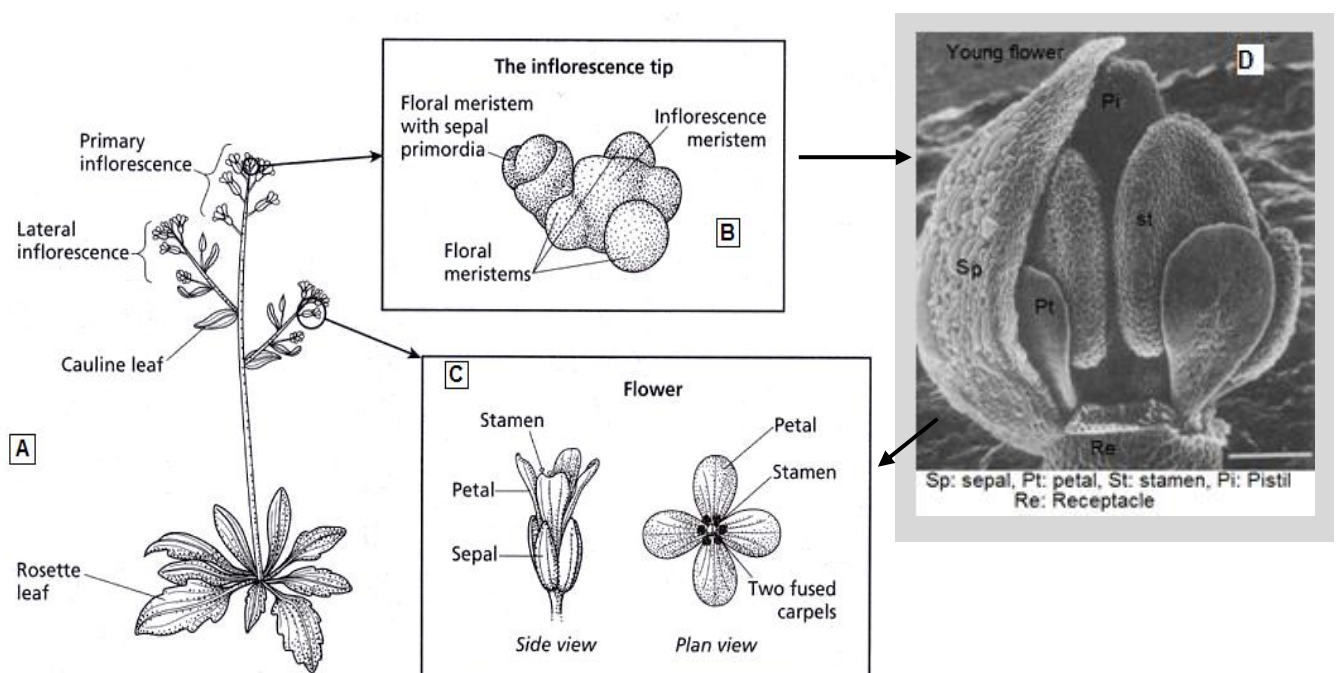 A
Primary
inflorescence
Lateral
inflorescence
Cauline leaf
Rosette
leaf
The inflorescence tip
Floral meristem
with sepal
primordia
Inflorescence
meristem
B
Floral
meristems
C
Flower
Stamen
Petal
Sepal
Side view
Petal
Stamen
Two fused
carpels
Plan view
Young flower
D
Pi
st
Sp
Pt
Re
Sp: sepal, Pt: petal, St: stamen, Pi: Pistil
Re: Receptacle